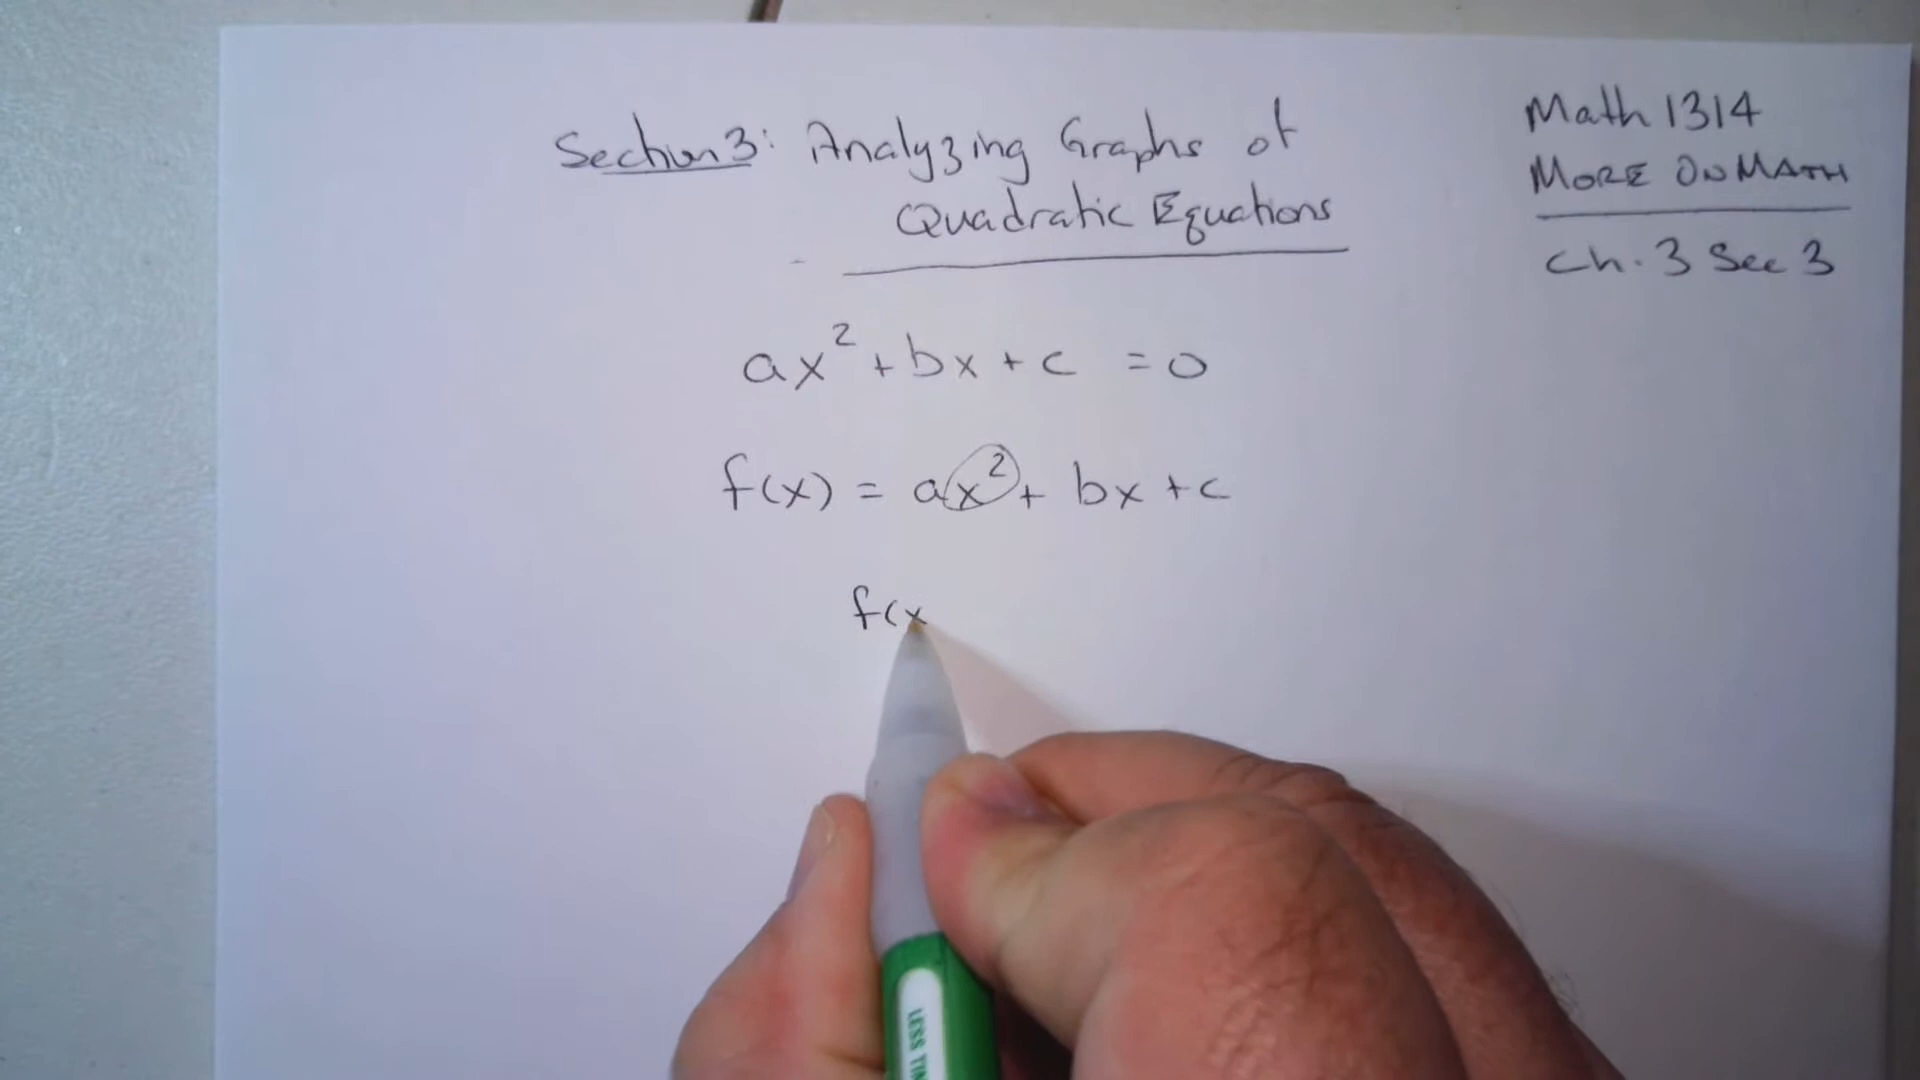 Section 3: Analyzing Graphs of
Quadratic Equations
Math 1314
MORE ON MATH
Ch. 3 Sec 3
ax² + bx + c = 0
f(x) = ax² + bx + c
f(x
LESS